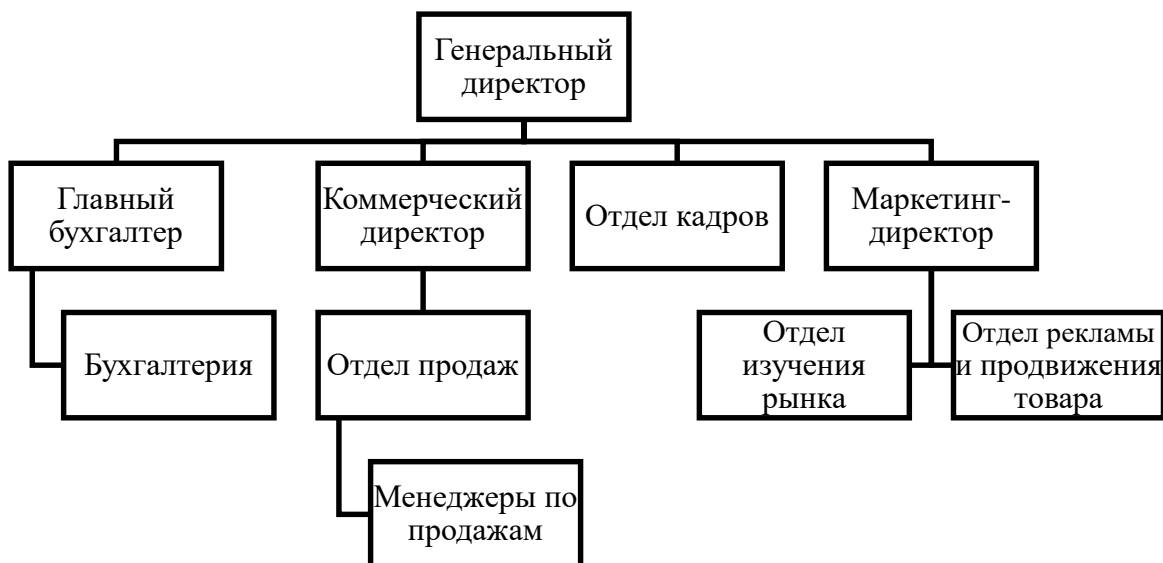 Генеральный
директор
Главный
бухгалтер
Коммерческий
директор
Отдел кадров
Маркетинг-
директор
Бухгалтерия
Отдел продаж
Отдел
изучения
рынка
Отдел рекламы
и продвижения
товара
Менеджеры по
продажам